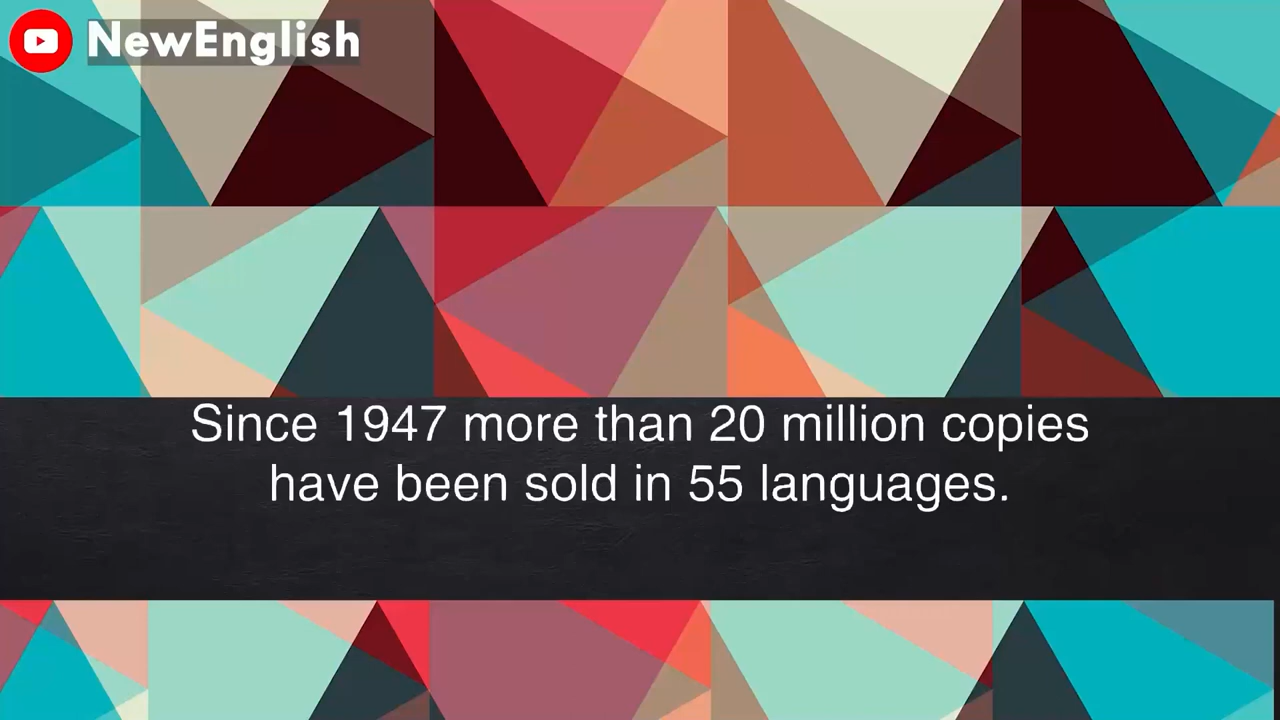 NewEnglish
Since 1947 more than 20 million copies
have been sold in 55 languages.